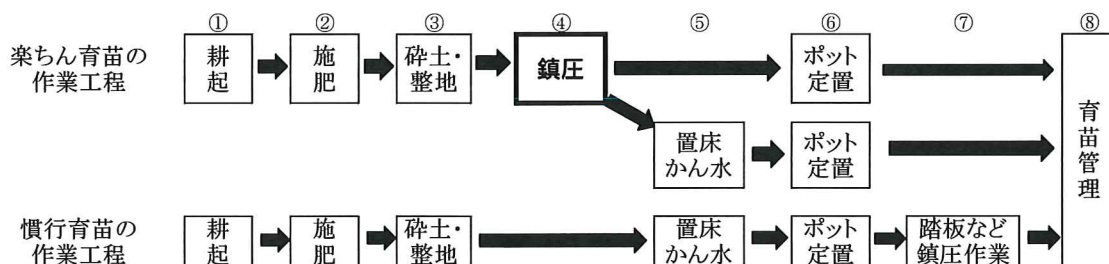 ① ② ③ ④ ⑤ ⑥ ⑦ ⑧
楽ちん育苗の
作業工程
耕
起
施
肥
砕土・
整地
鎮圧
ポット
定置
置床
かん水
ポット
定置
育
苗
管
理
慣行育苗の
作業工程
耕
起
施
肥
砕土・
整地
置床
かん水
ポット
定置
踏板など
鎮圧作業